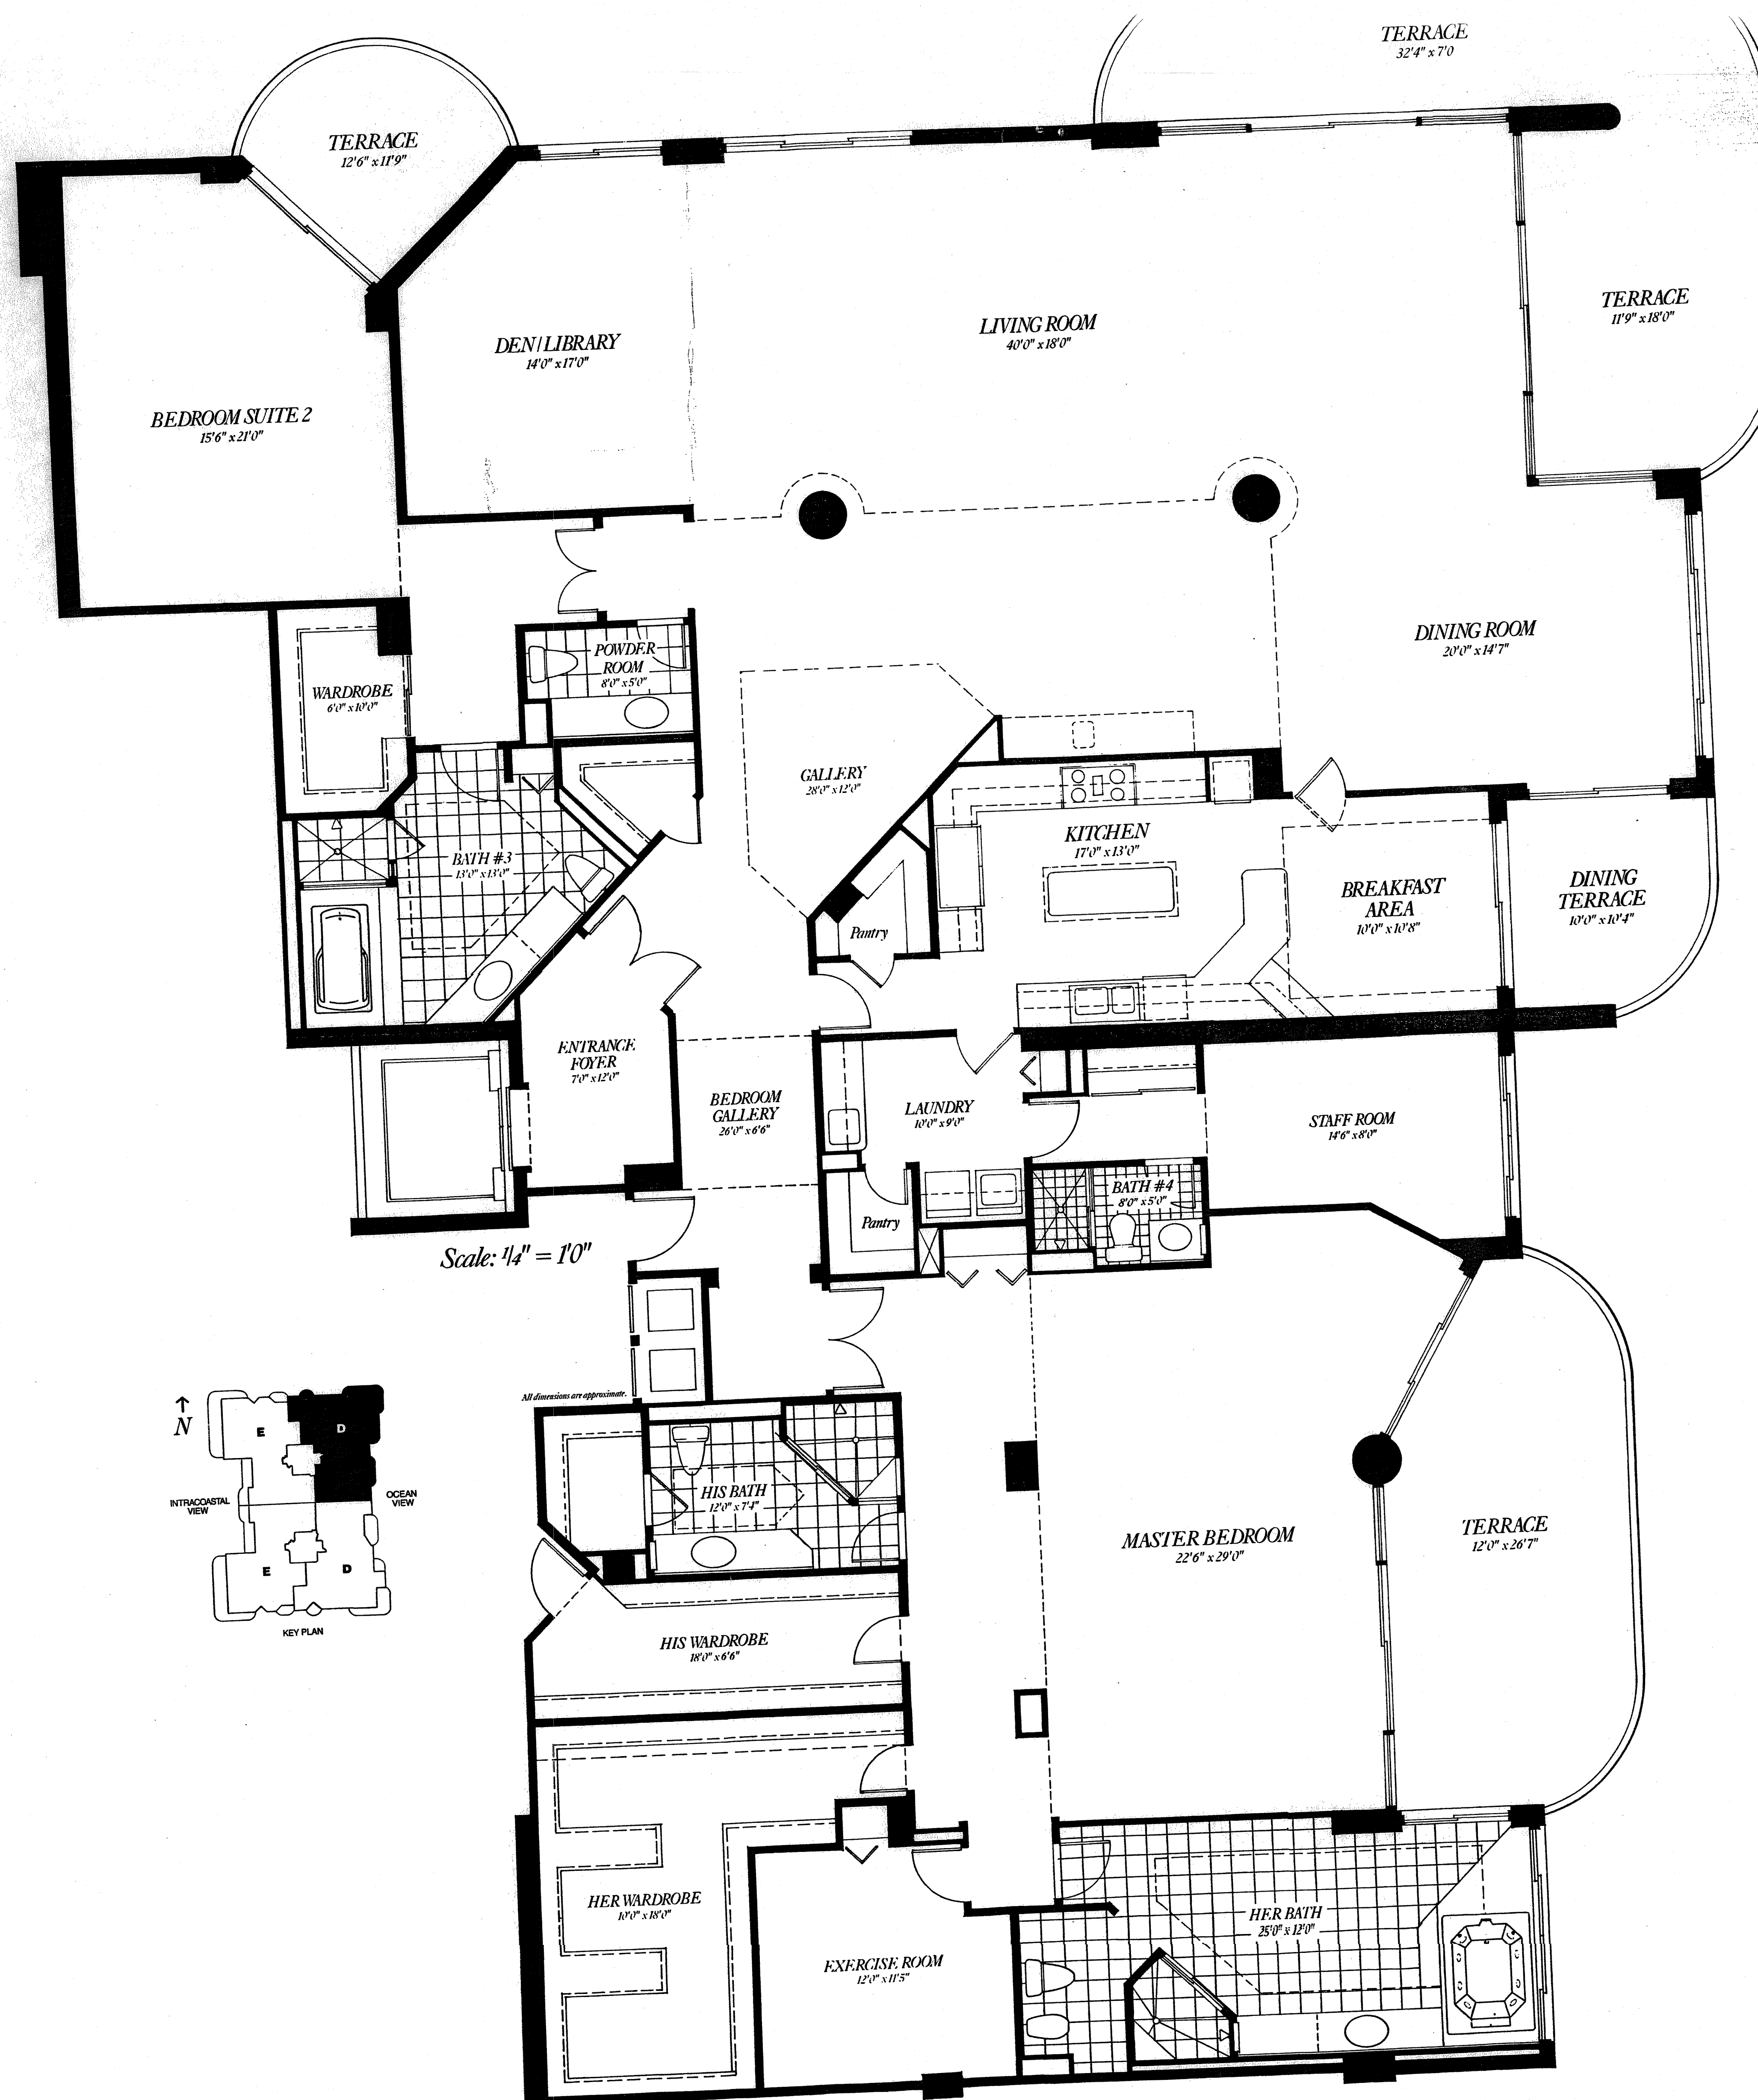 TERRACE
32'4" x 7'0
TERRACE
12'6" x 11'9"
TERRACE
11'9" x 18'0"
LIVING ROOM
40'0" x 18'0"
DEN/LIBRARY
14'0" x 17'0"
BEDROOM SUITE 2
15'6" x 21'0"
DINING ROOM
20'0" x 14'7"
POWDER
ROOM
8'0" x 5'0"
WARDROBE
6'0" x 10'0"
GALLERY
28'0" x 12'0"
KITCHEN
17'0" x 13'0"
BATH #3
13'0" x 13'0"
BREAKFAST
AREA
10'0" x 10'8"
DINING
TERRACE
10'0" x 10'4"
Pantry
ENTRANCE
FOYER
7'0" x 12'0"
BEDROOM
GALLERY
26'0" x 6'6"
LAUNDRY
10'0" x 9'0"
STAFF ROOM
14'6" x 8'0"
BATH #4
8'0" x 5'0"
Pantry
Scale: 1/4" = 1'0"
All dimensions are approximate.
N
E
D
INTRACOASTAL
VIEW
OCEAN
VIEW
E
D
KEY PLAN
HIS BATH
12'0" x 7'4"
MASTER BEDROOM
22'6" x 29'0"
TERRACE
12'0" x 26'7"
HIS WARDROBE
18'0" x 6'6"
HER WARDROBE
10'0" x 18'0"
HER BATH
25'0" x 12'0"
EXERCISE ROOM
12'0" x 11'5"